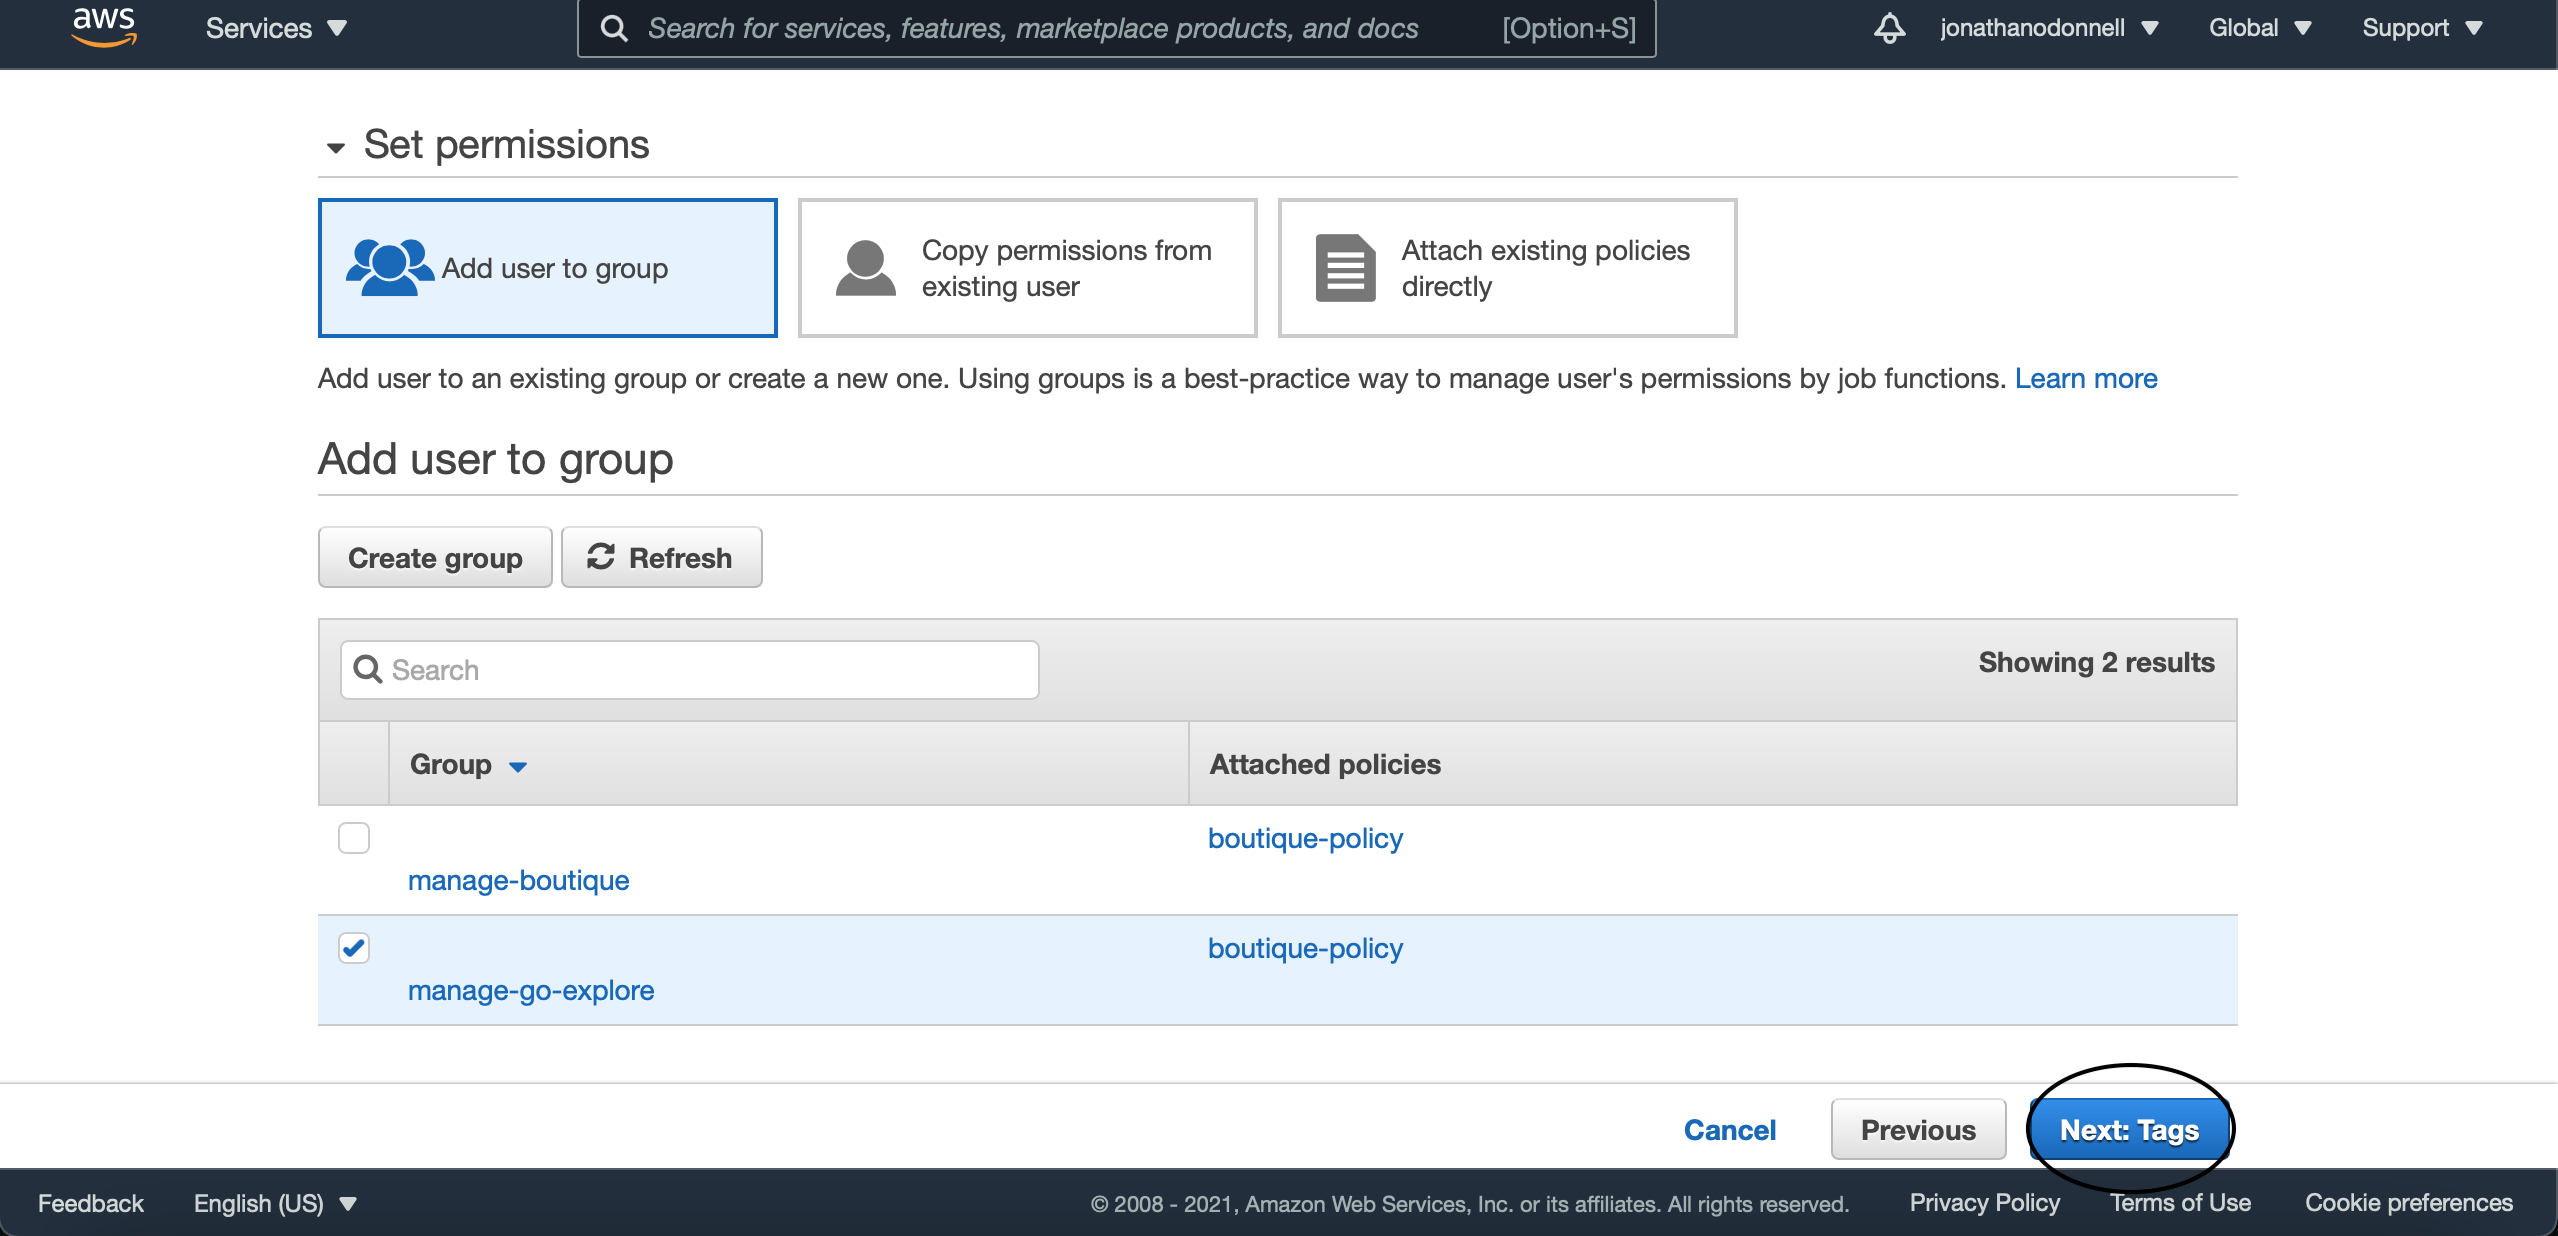 aws
Services
Search for services, features, marketplace products, and docs [Option+S]
jonathanodonnell
Global
Support
Set permissions
Add user to group
Copy permissions from
existing user
Attach existing policies
directly
Add user to an existing group or create a new one. Using groups is a best-practice way to manage user's permissions by job functions. Learn more
Add user to group
Create group
Refresh
Search
Showing 2 results
Group
Attached policies
boutique-policy
manage-boutique
boutique-policy
manage-go-explore
Cancel
Previous
Next: Tags
Feedback
English (US)
© 2008 - 2021, Amazon Web Services, Inc. or its affiliates. All rights reserved.
Privacy Policy
Terms of Use
Cookie preferences